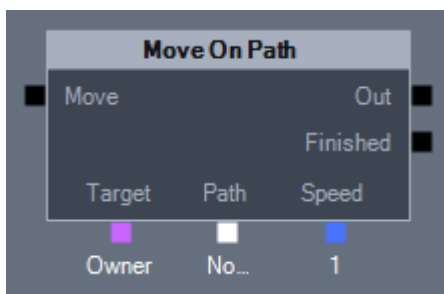 Move On Path
Move Out
Finished
Target Path Speed
Owner No... 1